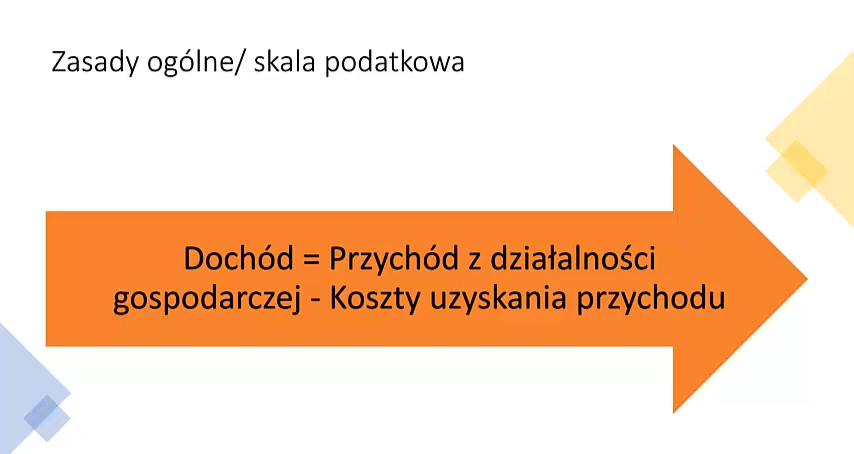 Zasady ogólne/ skala podatkowa
Dochód = Przychód z działalności
gospodarczej - Koszty uzyskania przychodu